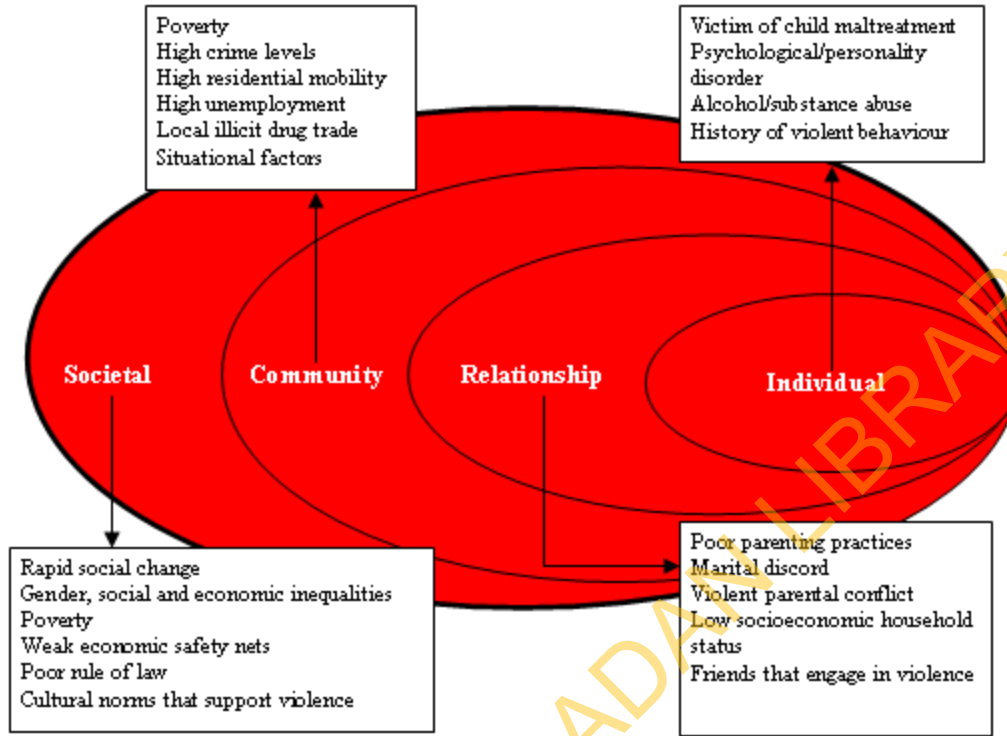 Poverty
High crime levels
High residential mobility
High unemployment
Local illicit drug trade
Situational factors
Victim of child maltreatment
Psychological/personality
disorder
Alcohol/substance abuse
History of violent behaviour
Societal
Community
Relationship
Individual
Rapid social change
Gender, social and economic inequalities
Poverty
Weak economic safety nets
Poor rule of law
Cultural norms that support violence
Poor parenting practices
Marital discord
Violent parental conflict
Low socioeconomic household
status
Friends that engage in violence
ADAN LIBRAR